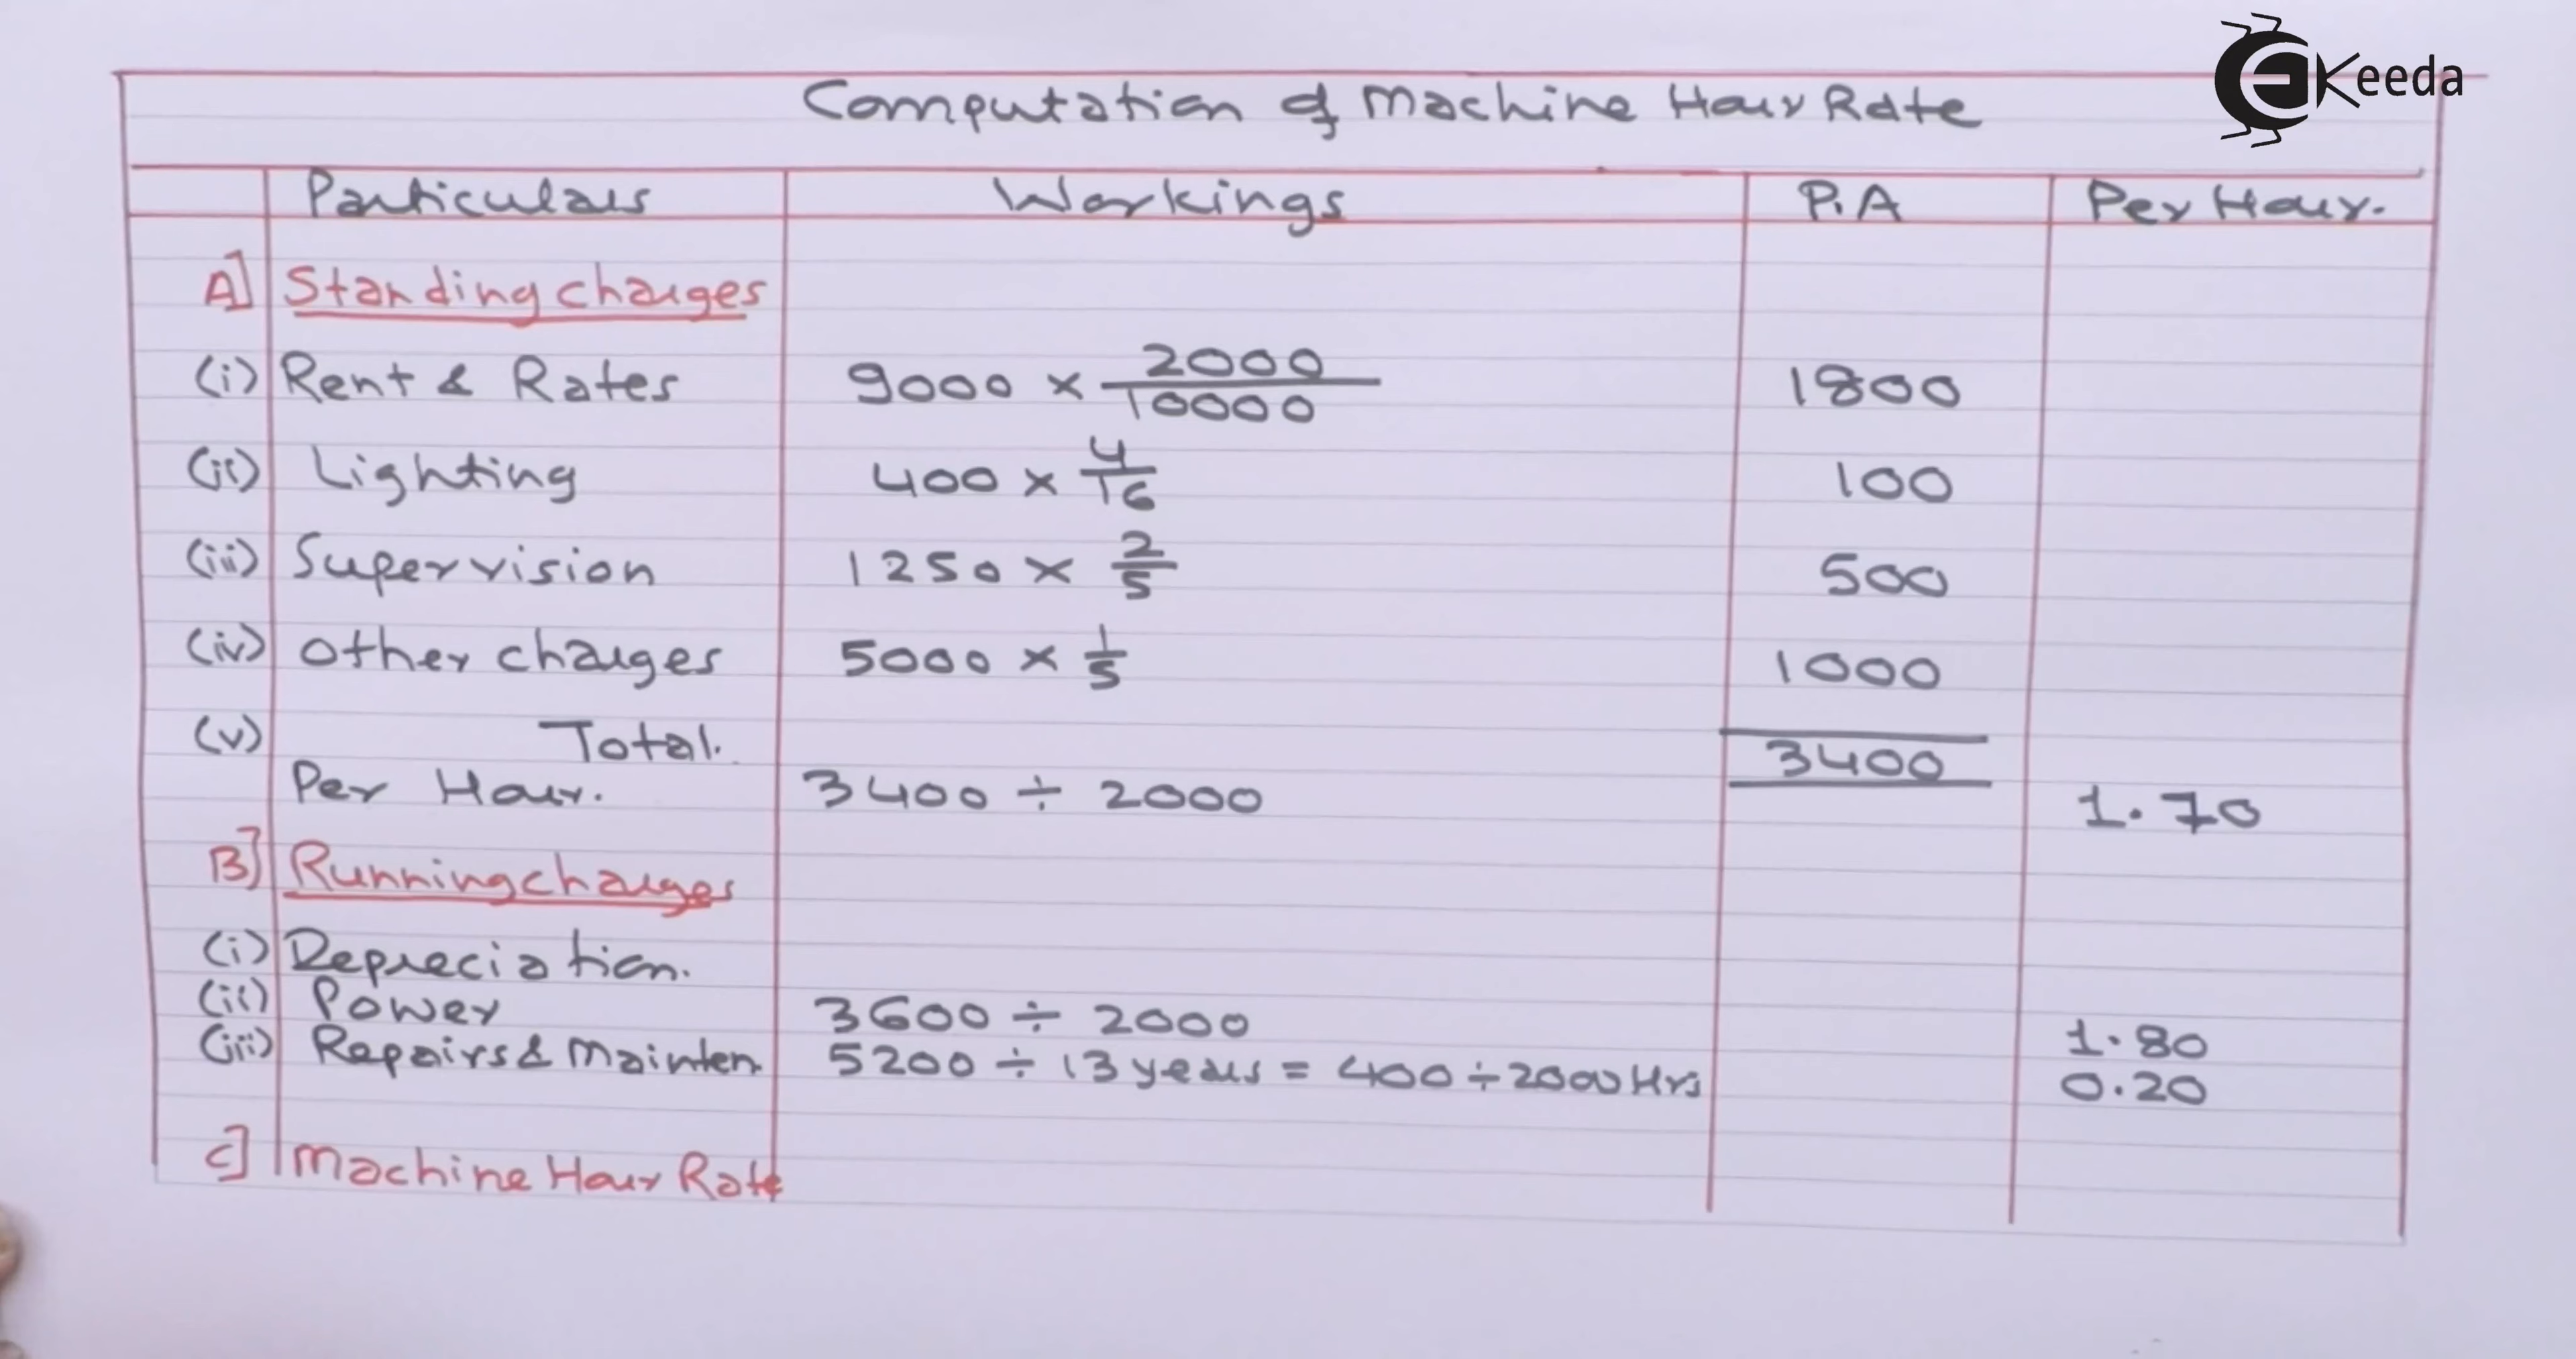 EKeeda
Computation of Machine Hour Rate
Particulars Workings P.A Per Hour.
A] Standing charges
(i) Rent & Rates 9000 × 2000/10000 1800
(ii) Lighting 400 × 4/16 100
(iii) Supervision 1250 × 2/5 500
(iv) Other charges 5000 × 1/5 1000
(v) Total. 3400
Per Hour. 3400 ÷ 2000 1.70
B] Running charges
(i) Depreciation.
(ii) Power 3600 ÷ 2000 1.80
(iii) Repairs & Mainten. 5200 ÷ 13 years = 400 ÷ 2000 Hrs 0.20
C] Machine Hour Rate